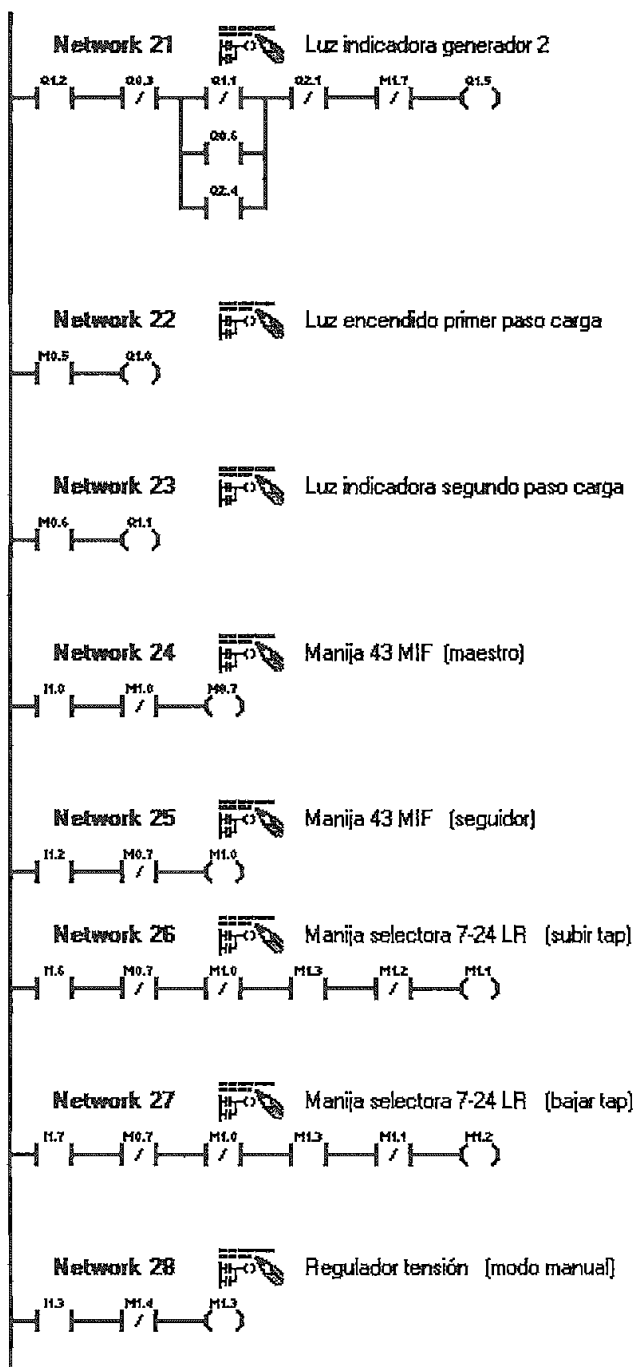 Network 21 Luz indicadora generador 2
Q1.2 Q0.3 Q1.1 Q2.1 M1.7 Q1.5
Q0.6
Q2.4
Network 22 Luz encendido primer paso carga
M0.5 Q1.0
Network 23 Luz indicadora segundo paso carga
M0.6 Q1.1
Network 24 Manija 43 MIF (maestro)
I1.0 M1.0 M0.7
Network 25 Manija 43 MIF (seguidor)
I1.2 M0.7 M1.0
Network 26 Manija selectora 7-24 LR (subir tap)
I1.6 M0.7 M1.0 M1.3 M1.2 M1.1
Network 27 Manija selectora 7-24 LR (bajar tap)
I1.7 M0.7 M1.0 M1.3 M1.1 M1.2
Network 28 Regulador tensión (modo manual)
I1.3 M1.4 M1.3